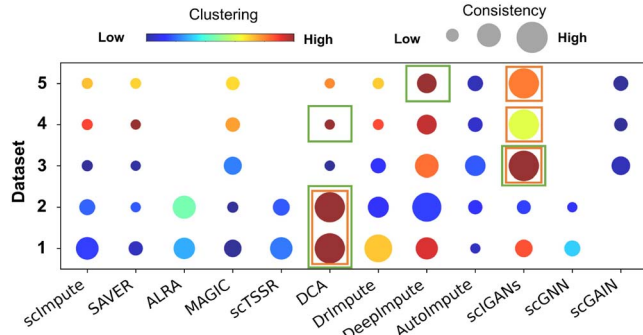 Clustering
Consistency
Low High
Low High
Dataset
5
4
3
2
1
scImpute
SAVER
ALRA
MAGIC
scTSSR
DCA
DrImpute
DeepImpute
AutoImpute
scIGANs
scGNN
scGAIN